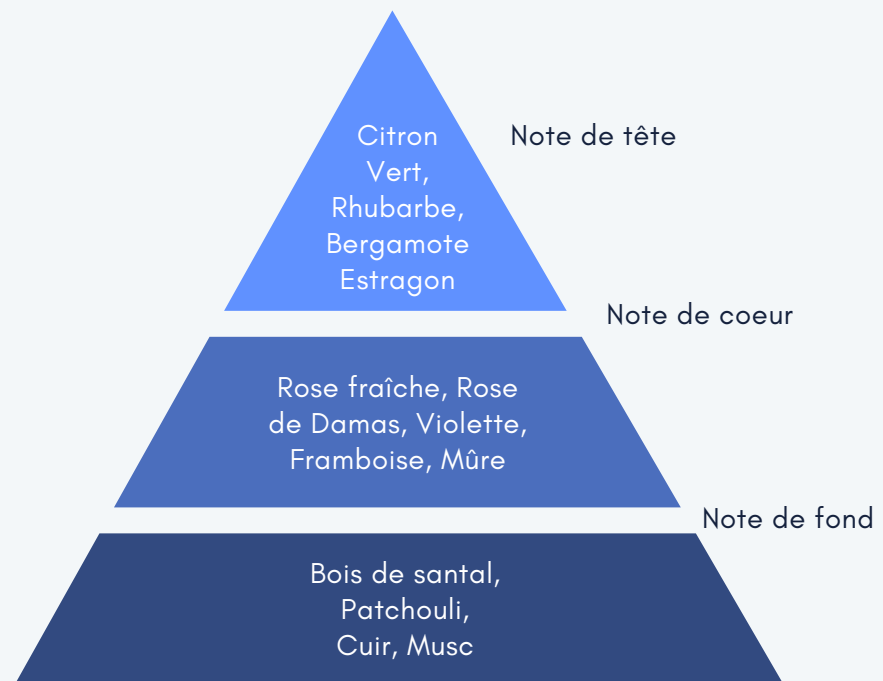 Citron
Vert,
Rhubarbe,
Bergamote
Estragon
Note de tête
Note de coeur
Rose fraîche, Rose
de Damas, Violette,
Framboise, Mûre
Note de fond
Bois de santal,
Patchouli,
Cuir, Musc